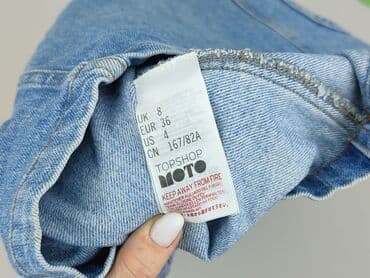 UK 8
EUR 36
US 4
CN 167/82A
TOPSHOP
MOTO
KEEP AWAY FROM FIRE